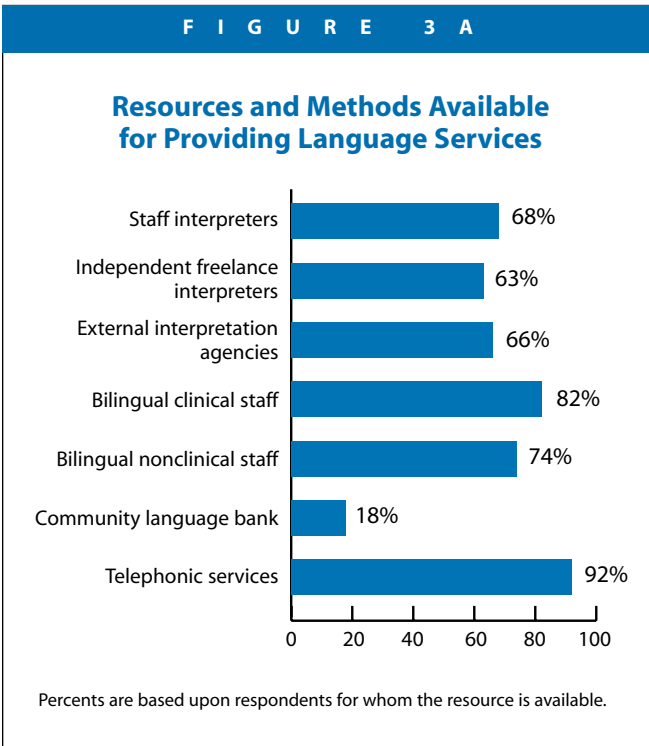 FIGURE 3A
Resources and Methods Available
for Providing Language Services
Staff interpreters 68%
Independent freelance
interpreters 63%
External interpretation
agencies 66%
Bilingual clinical staff 82%
Bilingual nonclinical staff 74%
Community language bank 18%
Telephonic services 92%
0 20 40 60 80 100
Percents are based upon respondents for whom the resource is available.